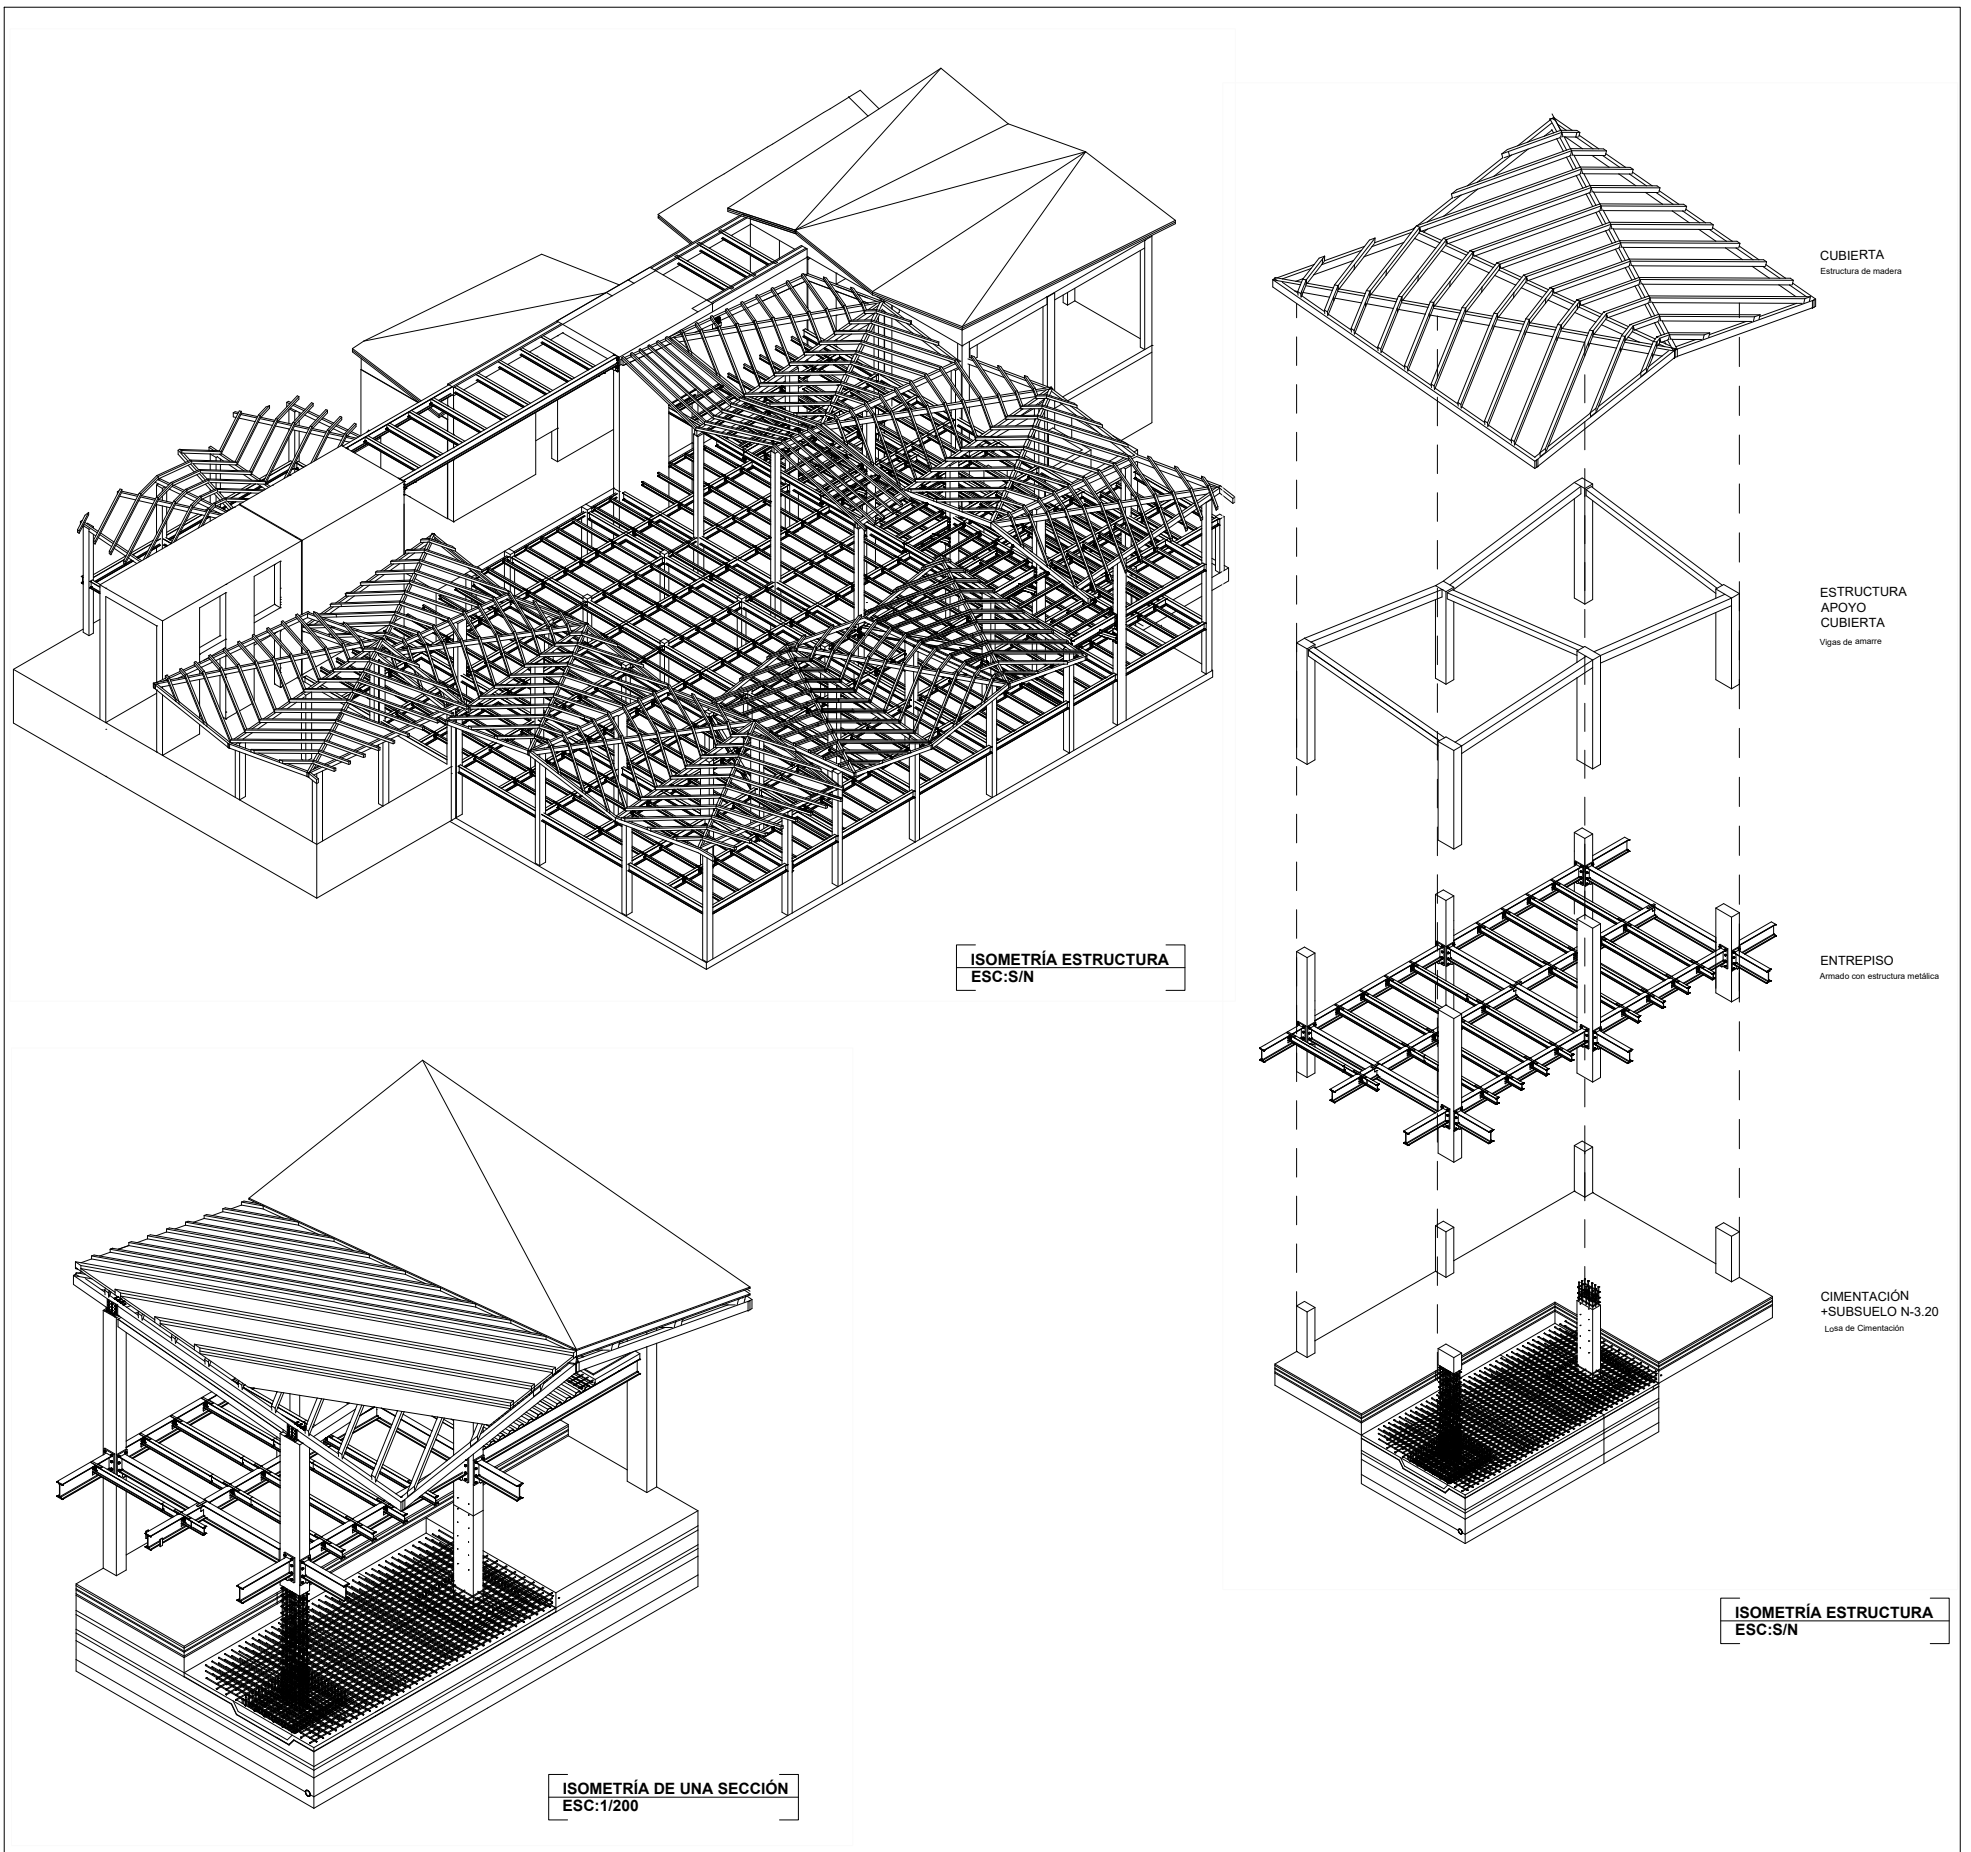 CUBIERTA
Estructura de madera
ESTRUCTURA
APOYO
CUBIERTA
Vigas de amarre
ENTREPISO
Armado con estructura metálica
ISOMETRÍA ESTRUCTURA
ESC:S/N
CIMENTACIÓN
+SUBSUELO N-3.20
Losa de Cimentación
ISOMETRÍA ESTRUCTURA
ESC:S/N
ISOMETRÍA DE UNA SECCIÓN
ESC:1/200